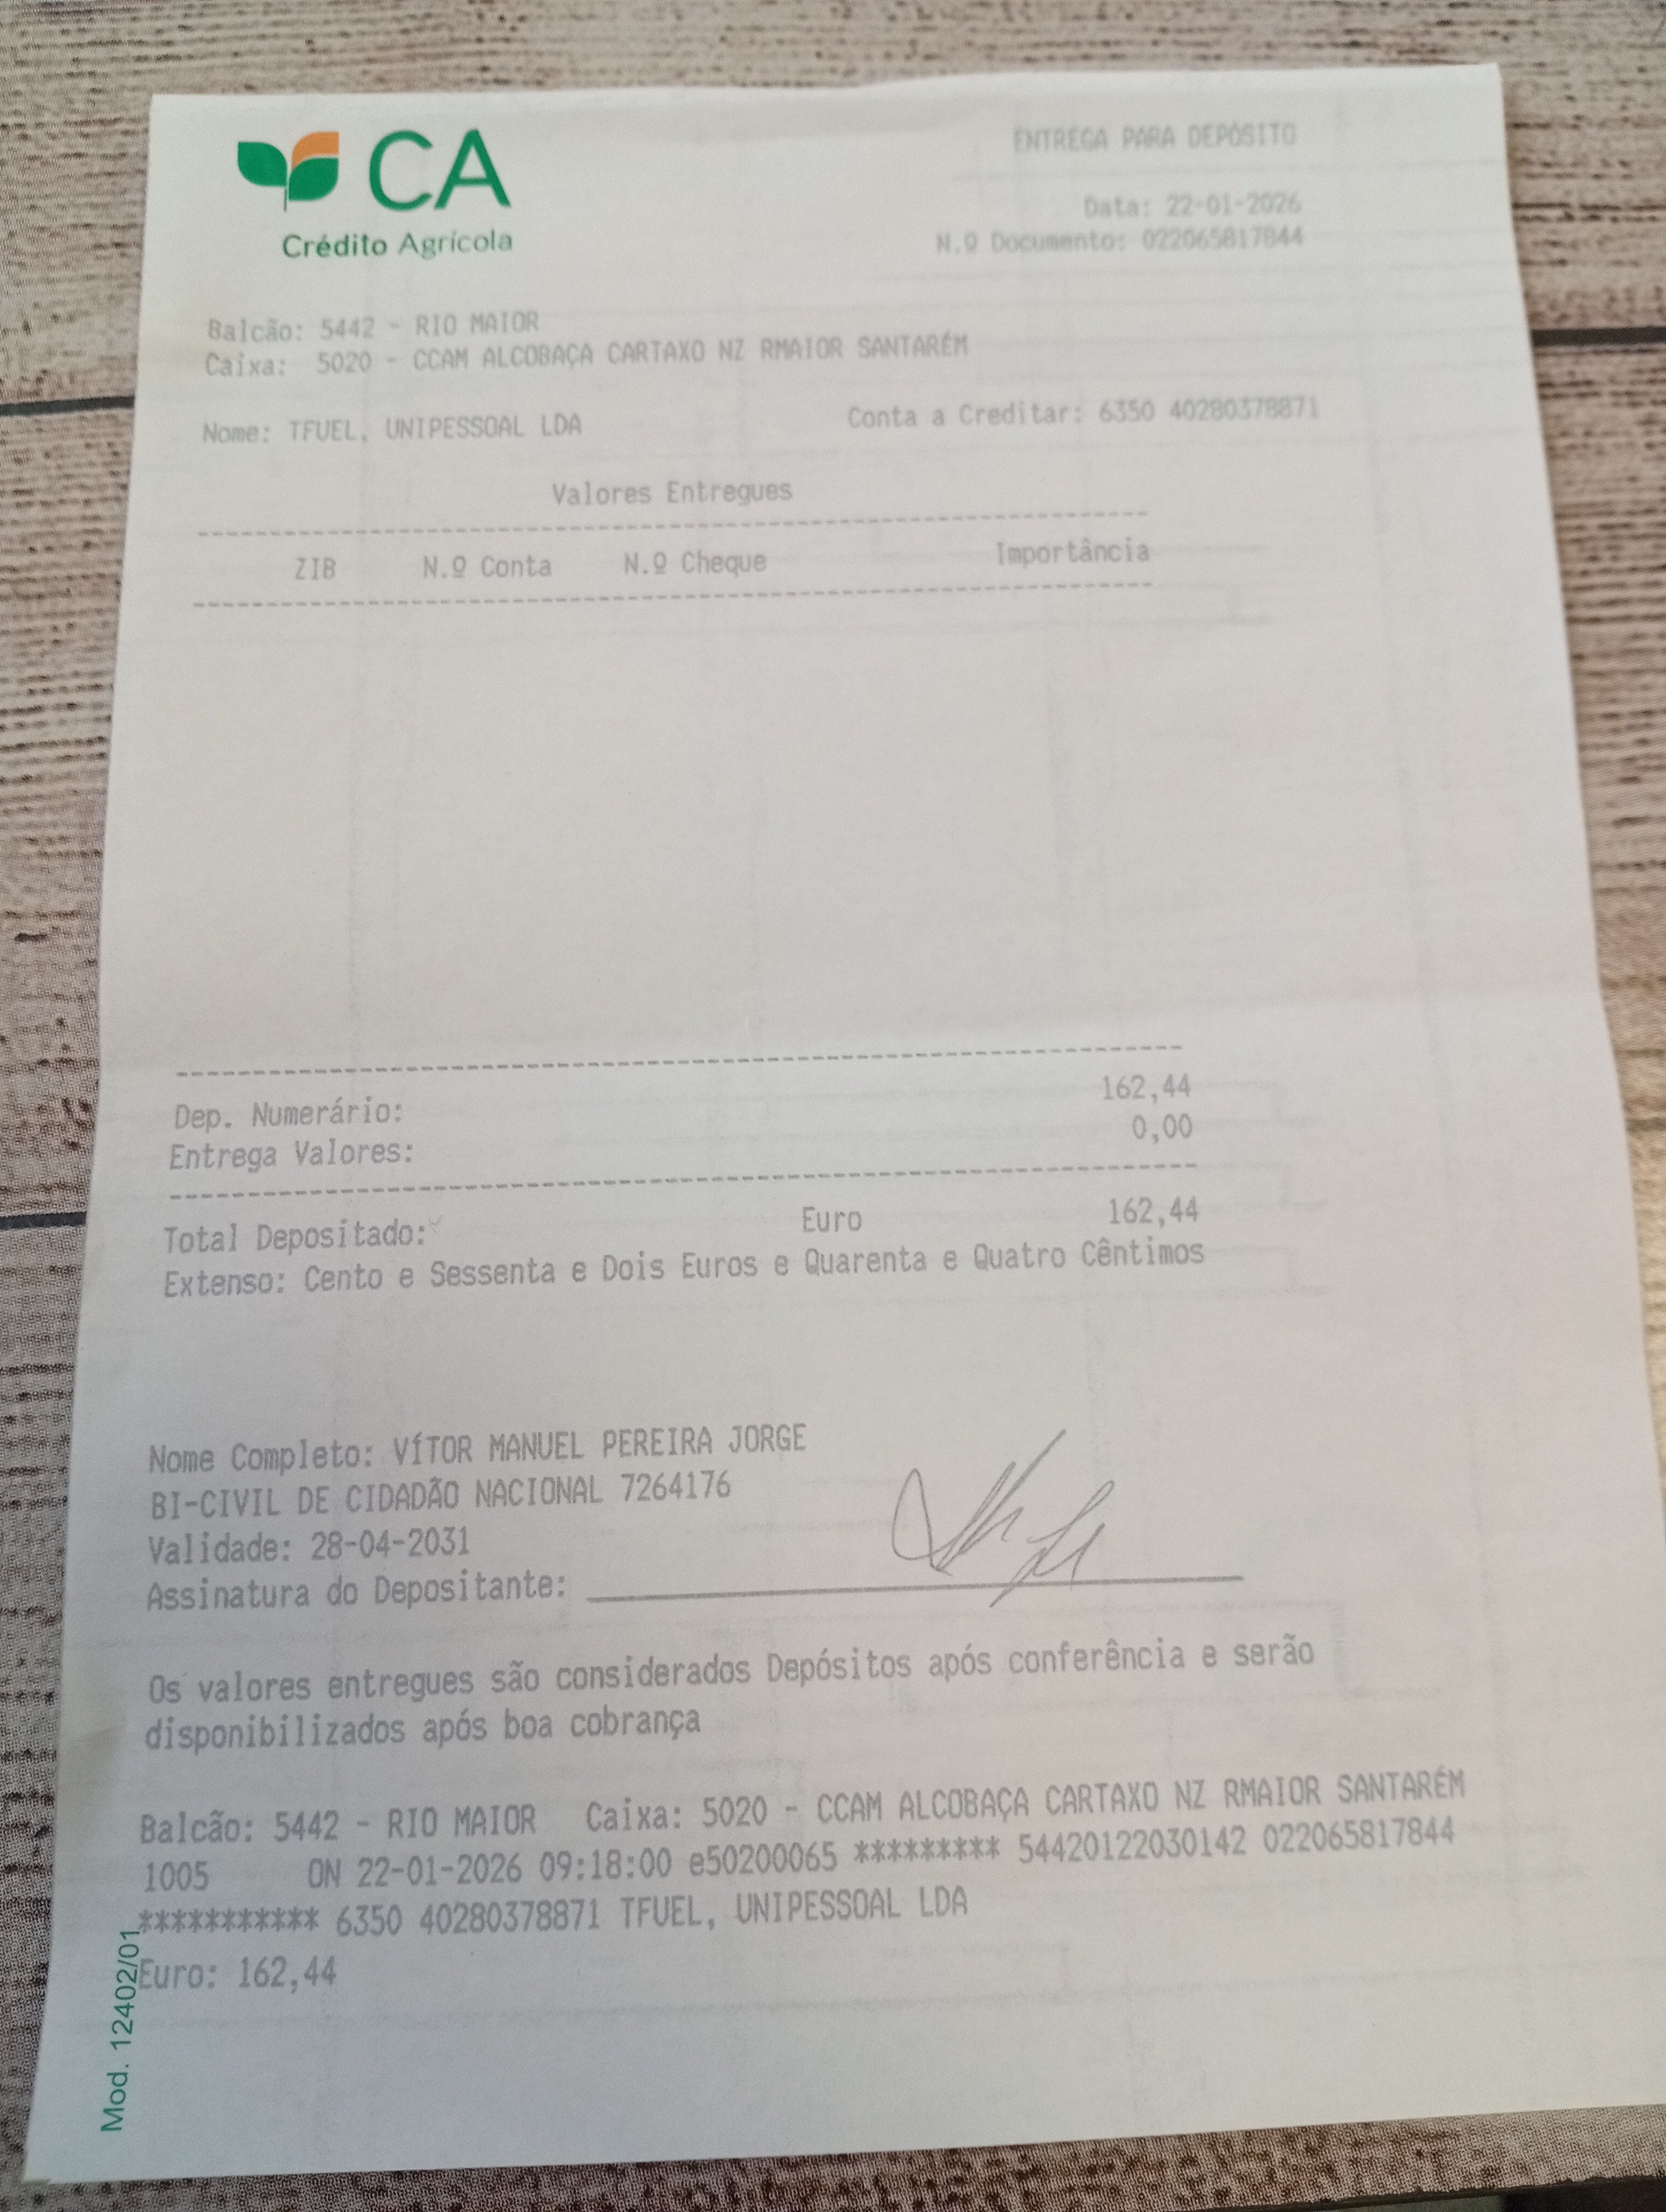 CA
Crédito Agrícola
ENTREGA PARA DEPÓSITO
Data: 22-01-2026
N.º Documento: 022065817844
Balcão: 5442 - RIO MAIOR
Caixa: 5020 - CCAM ALCOBAÇA CARTAXO NZ RMAIOR SANTARÉM
Nome: TFUEL, UNIPESSOAL LDA Conta a Creditar: 6350 40280378871
Valores Entregues
ZIB N.º Conta N.º Cheque Importância
Dep. Numerário: 162,44
Entrega Valores: 0,00
Total Depositado: Euro 162,44
Extenso: Cento e Sessenta e Dois Euros e Quarenta e Quatro Cêntimos
Nome Completo: VÍTOR MANUEL PEREIRA JORGE
BI-CIVIL DE CIDADÃO NACIONAL 7264176
Validade: 28-04-2031
Assinatura do Depositante:
Os valores entregues são considerados Depósitos após conferência e serão
disponibilizados após boa cobrança
Balcão: 5442 - RIO MAIOR Caixa: 5020 - CCAM ALCOBAÇA CARTAXO NZ RMAIOR SANTARÉM
1005 ON 22-01-2026 09:18:00 e50200065 ********* 54420122030142 022065817844
*********** 6350 40280378871 TFUEL, UNIPESSOAL LDA
Euro: 162,44
Mod. 12402/01